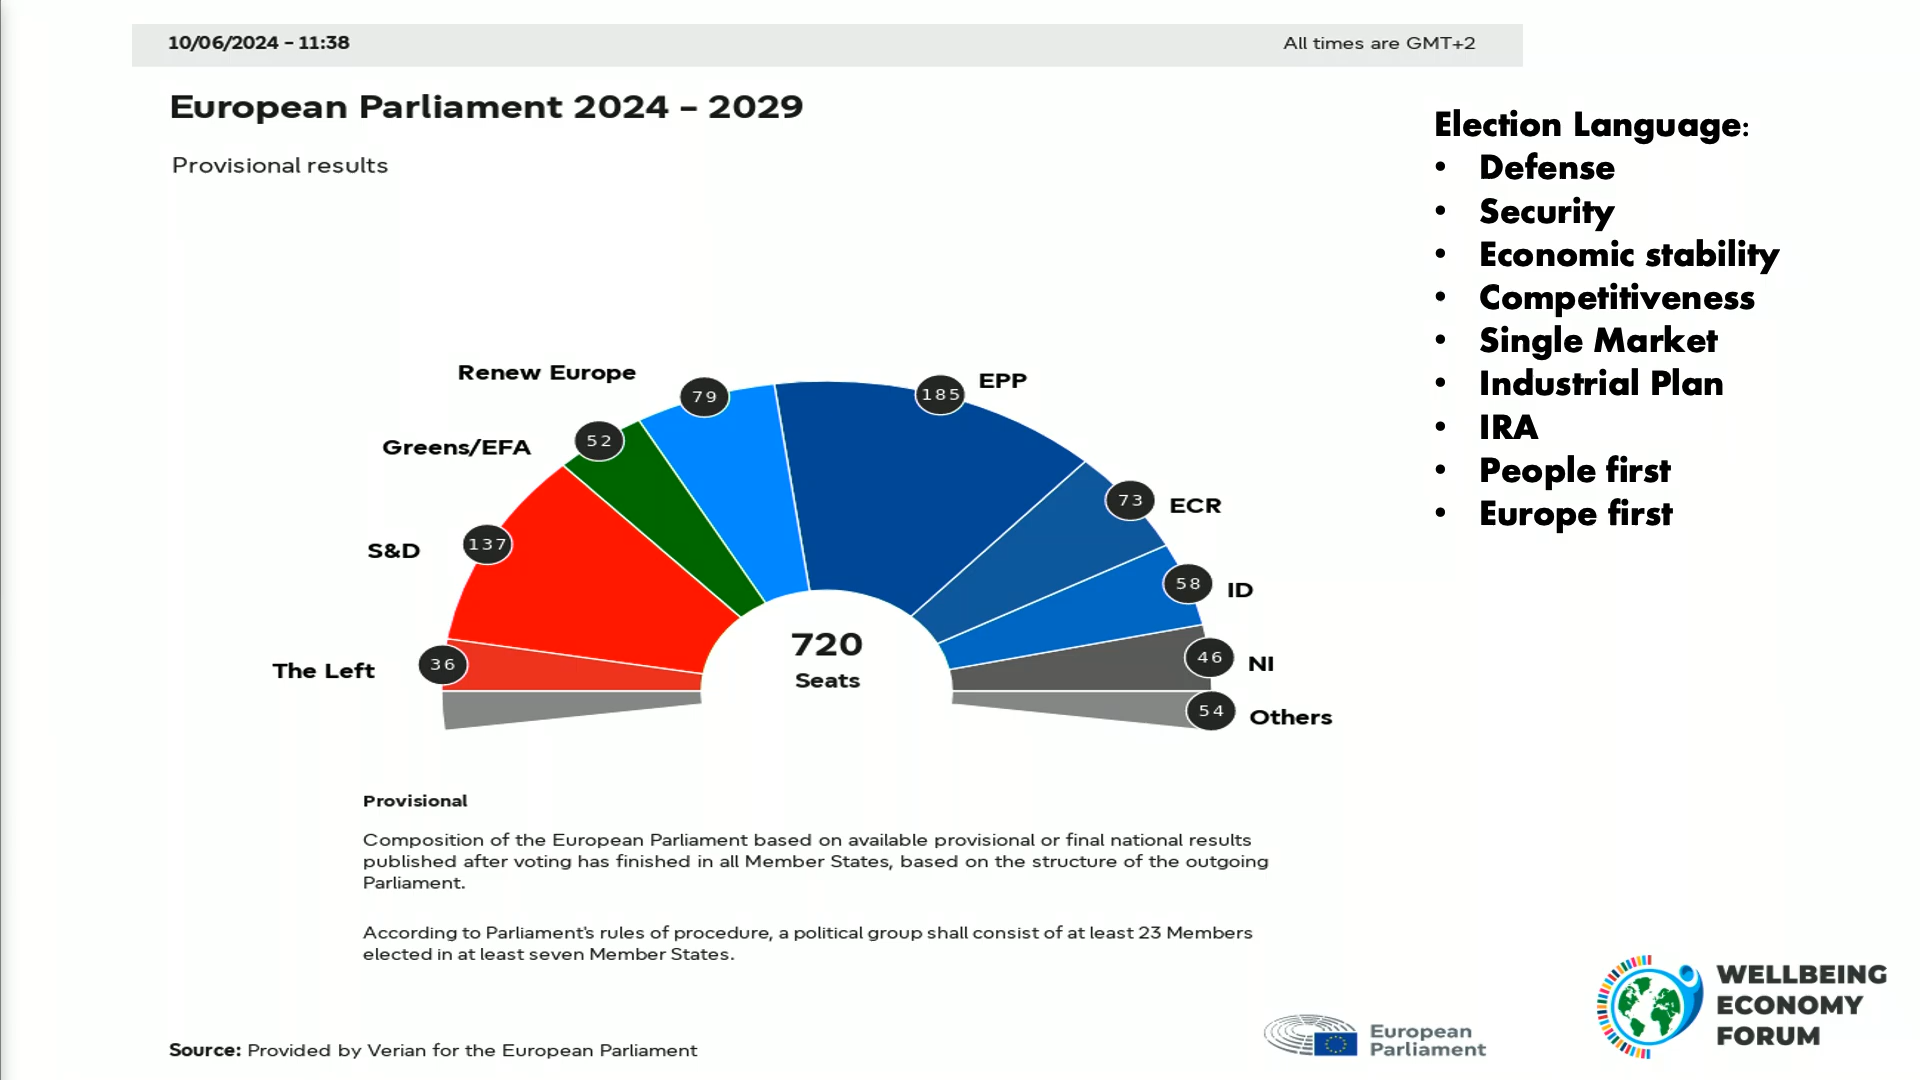 10/06/2024 – 11:38
All times are GMT+2
European Parliament 2024 – 2029
Provisional results
Election Language:
• Defense
• Security
• Economic stability
• Competitiveness
• Single Market
• Industrial Plan
• IRA
• People first
• Europe first
Renew Europe
79
185
EPP
Greens/EFA
52
73
ECR
S&D
137
58
ID
The Left
36
720
Seats
46
NI
54
Others
Provisional
Composition of the European Parliament based on available provisional or final national results
published after voting has finished in all Member States, based on the structure of the outgoing
Parliament.
According to Parliament's rules of procedure, a political group shall consist of at least 23 Members
elected in at least seven Member States.
Source: Provided by Verian for the European Parliament
European
Parliament
WELLBEING
ECONOMY
FORUM